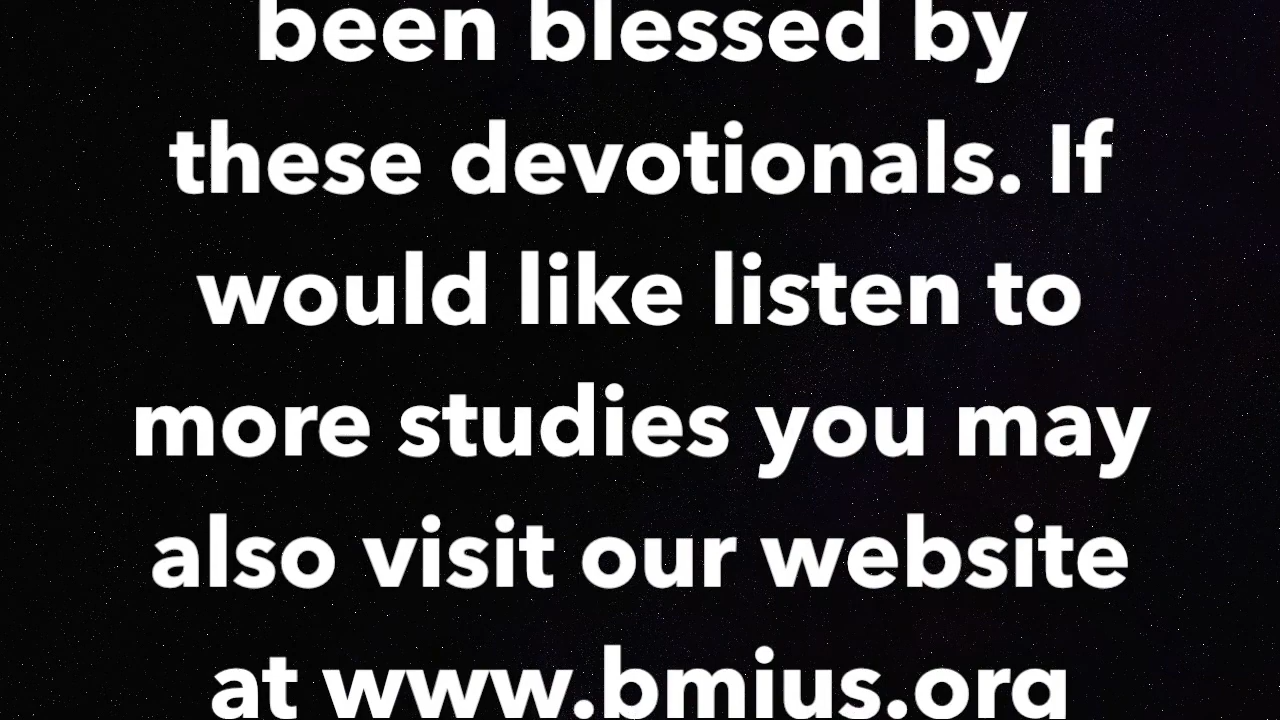 been blessed by
these devotionals. If
would like listen to
more studies you may
also visit our website
at www.bmius.org